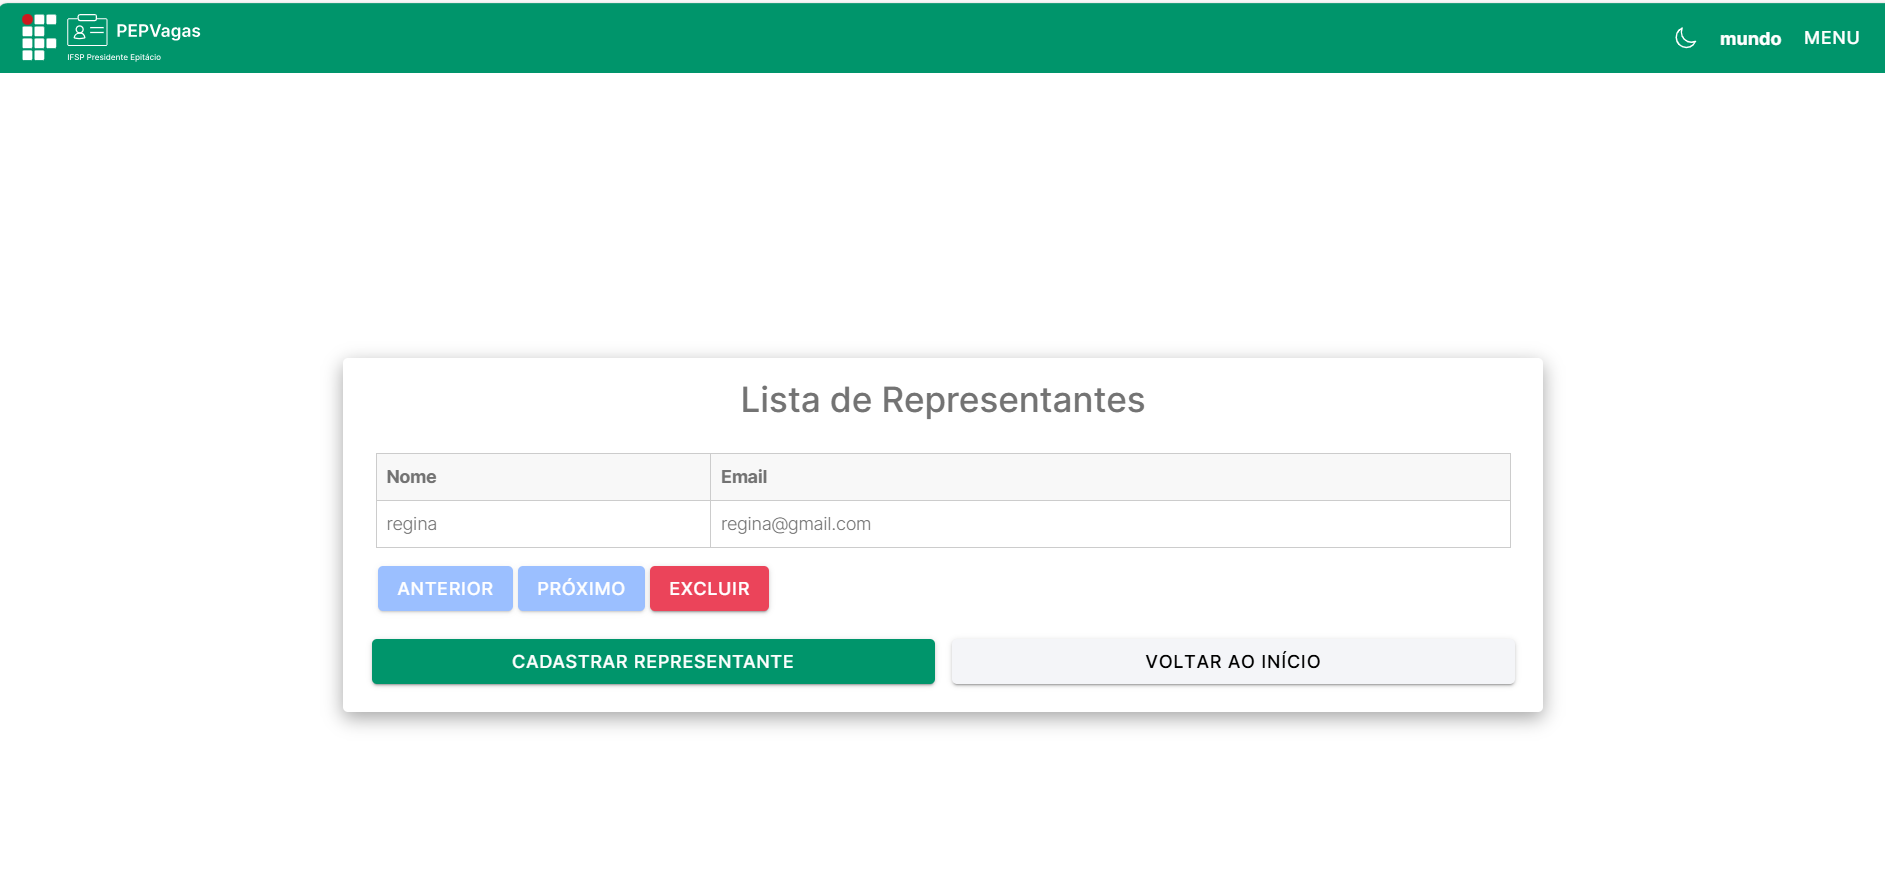 PEPVagas
IFSP Presidente Epitácio
mundo MENU
Lista de Representantes
Nome Email
regina regina@gmail.com
ANTERIOR PRÓXIMO EXCLUIR
CADASTRAR REPRESENTANTE VOLTAR AO INÍCIO